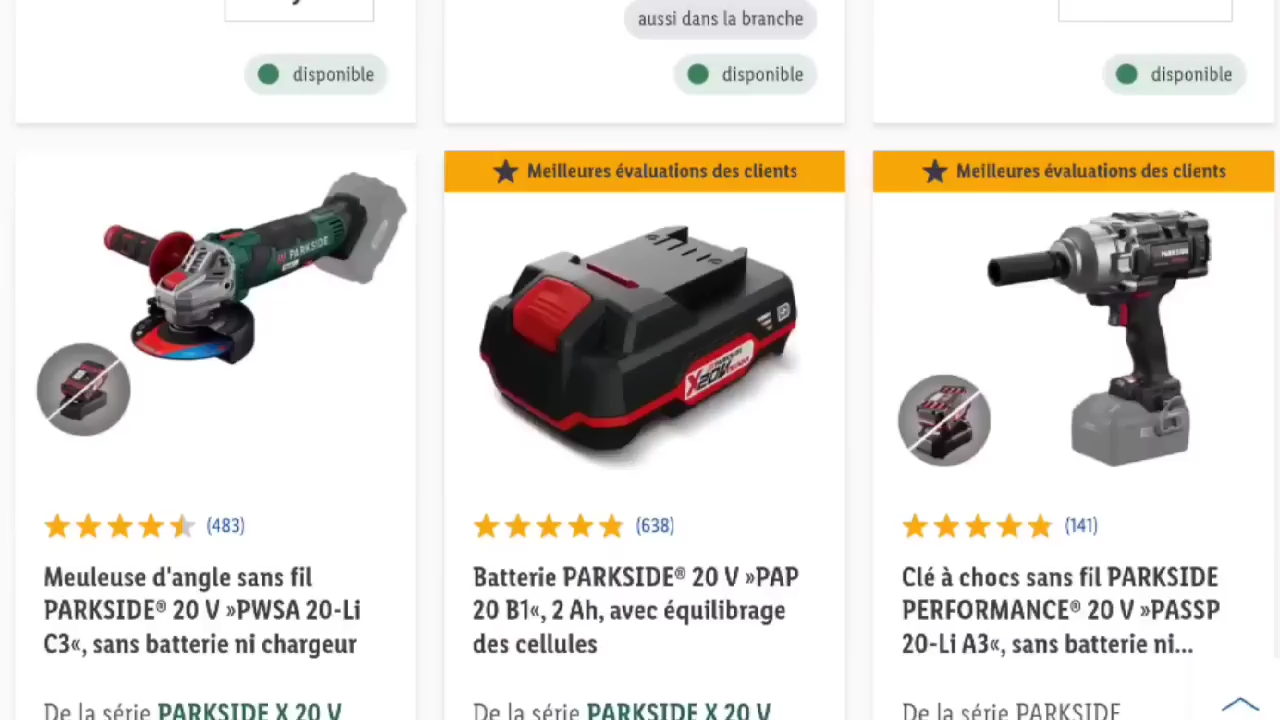 aussi dans la branche
disponible
disponible
disponible
Meilleures évaluations des clients
Meilleures évaluations des clients
PARKSIDE
X20V
PARKSIDE
(483)
(638)
(141)
Meuleuse d'angle sans fil
PARKSIDE® 20 V »PWSA 20-Li
C3«, sans batterie ni chargeur
Batterie PARKSIDE® 20 V »PAP
20 B1«, 2 Ah, avec équilibrage
des cellules
Clé à chocs sans fil PARKSIDE
PERFORMANCE® 20 V »PASSP
20-Li A3«, sans batterie ni...
De la série PARKSIDE X 20 V
De la série PARKSIDE X 20 V
De la série PARKSIDE